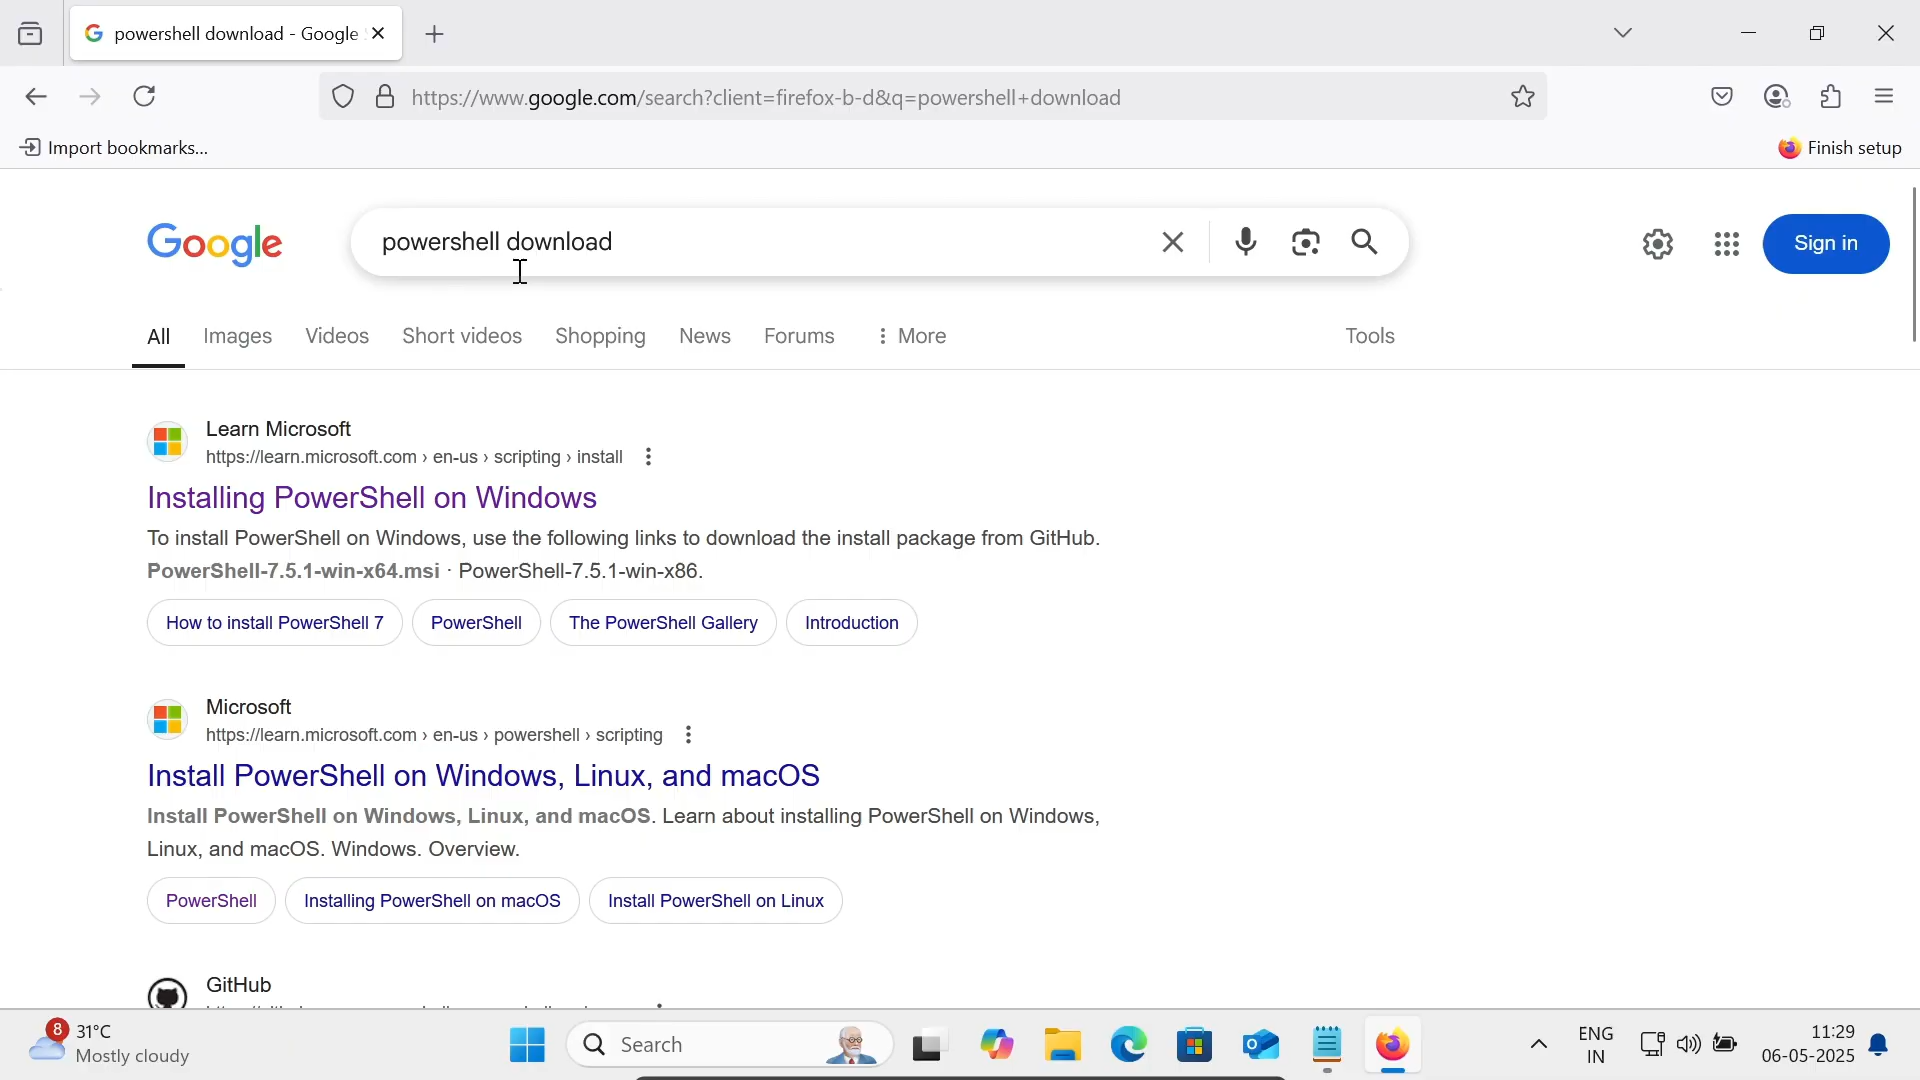 powershell download - Google
https://www.google.com/search?client=firefox-b-d&q=powershell+download
Import bookmarks...
Finish setup
Google
powershell download
Sign in
All Images Videos Short videos Shopping News Forums More Tools
Learn Microsoft
https://learn.microsoft.com › en-us › scripting › install
Installing PowerShell on Windows
To install PowerShell on Windows, use the following links to download the install package from GitHub.
PowerShell-7.5.1-win-x64.msi · PowerShell-7.5.1-win-x86.
How to install PowerShell 7 PowerShell The PowerShell Gallery Introduction
Microsoft
https://learn.microsoft.com › en-us › powershell › scripting
Install PowerShell on Windows, Linux, and macOS
Install PowerShell on Windows, Linux, and macOS. Learn about installing PowerShell on Windows,
Linux, and macOS. Windows. Overview.
PowerShell Installing PowerShell on macOS Install PowerShell on Linux
GitHub
8
31°C
Mostly cloudy
Search
ENG
IN
11:29
06-05-2025